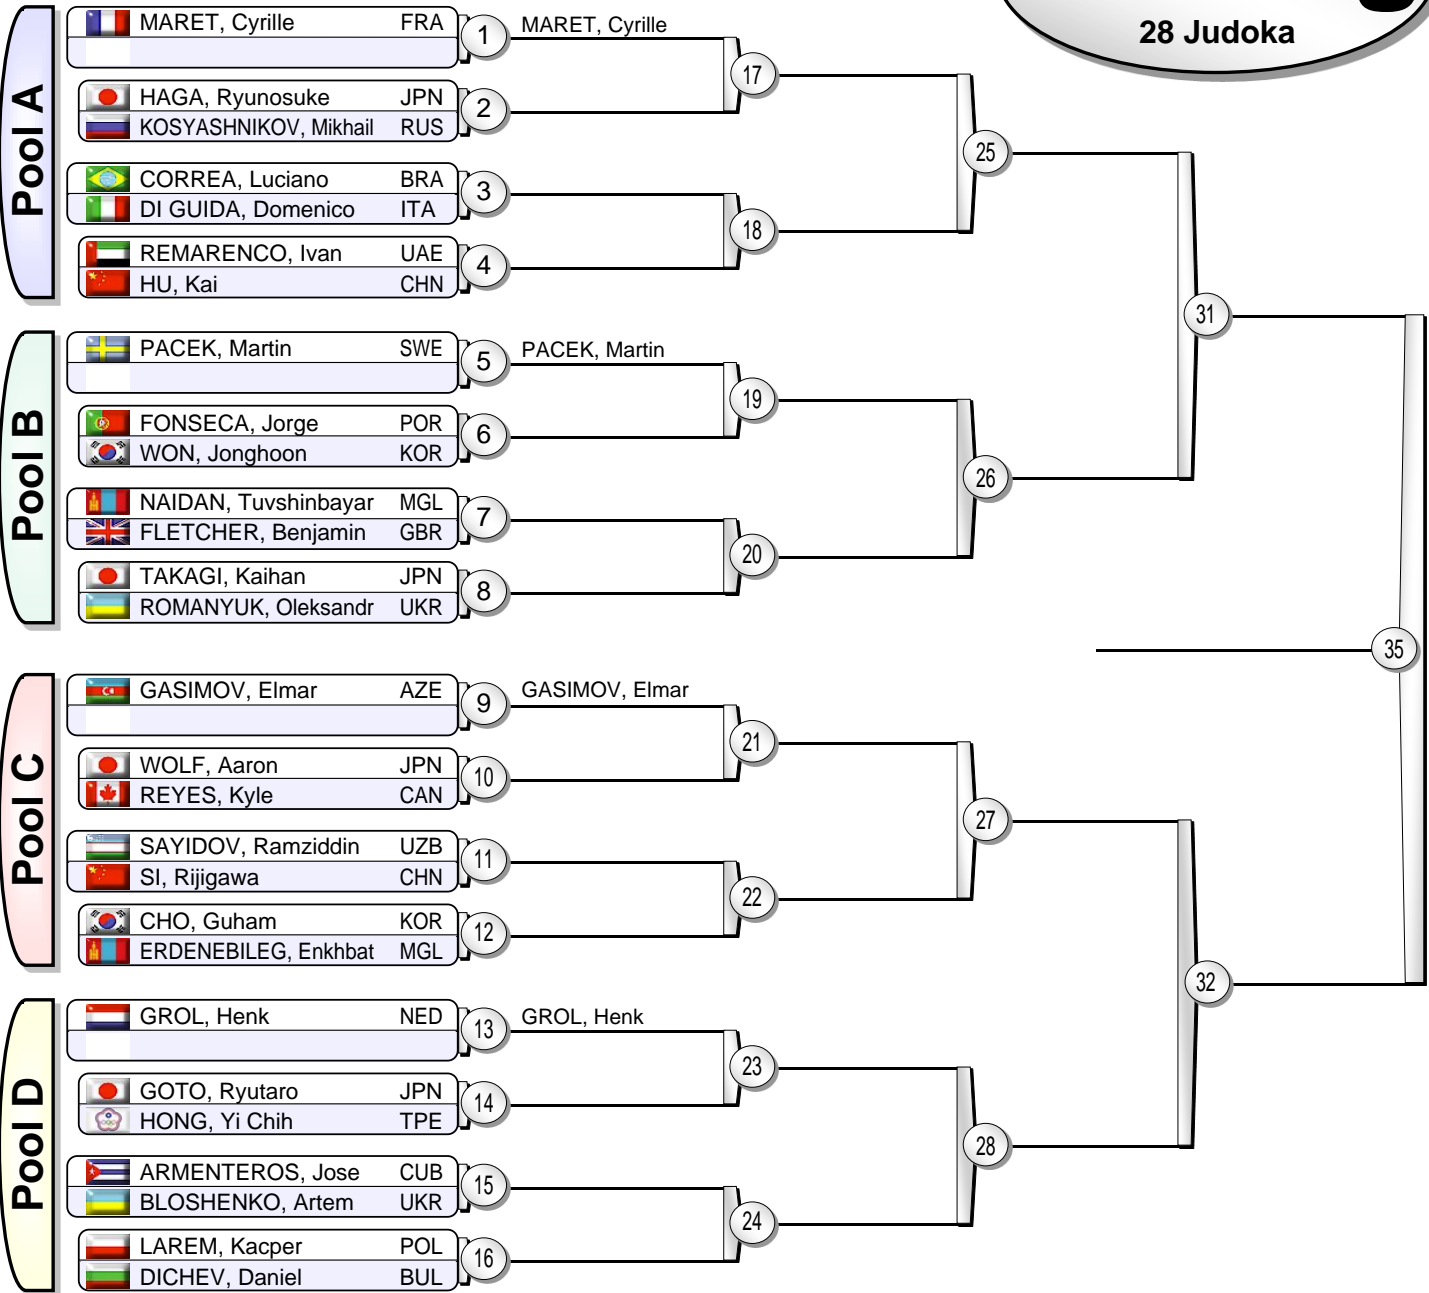 28 Judoka
Pool A
MARET, Cyrille FRA
1
MARET, Cyrille
17
HAGA, Ryunosuke JPN
KOSYASHNIKOV, Mikhail RUS
2
25
CORREA, Luciano BRA
DI GUIDA, Domenico ITA
3
18
REMARENCO, Ivan UAE
HU, Kai CHN
4
31
Pool B
PACEK, Martin SWE
5
PACEK, Martin
19
FONSECA, Jorge POR
WON, Jonghoon KOR
6
26
NAIDAN, Tuvshinbayar MGL
FLETCHER, Benjamin GBR
7
20
TAKAGI, Kaihan JPN
ROMANYUK, Oleksandr UKR
8
35
Pool C
GASIMOV, Elmar AZE
9
GASIMOV, Elmar
21
WOLF, Aaron JPN
REYES, Kyle CAN
10
27
SAYIDOV, Ramziddin UZB
SI, Rijigawa CHN
11
22
CHO, Guham KOR
ERDENEBILEG, Enkhbat MGL
12
32
Pool D
GROL, Henk NED
13
GROL, Henk
23
GOTO, Ryutaro JPN
HONG, Yi Chih TPE
14
28
ARMENTEROS, Jose CUB
BLOSHENKO, Artem UKR
15
24
LAREM, Kacper POL
DICHEV, Daniel BUL
16